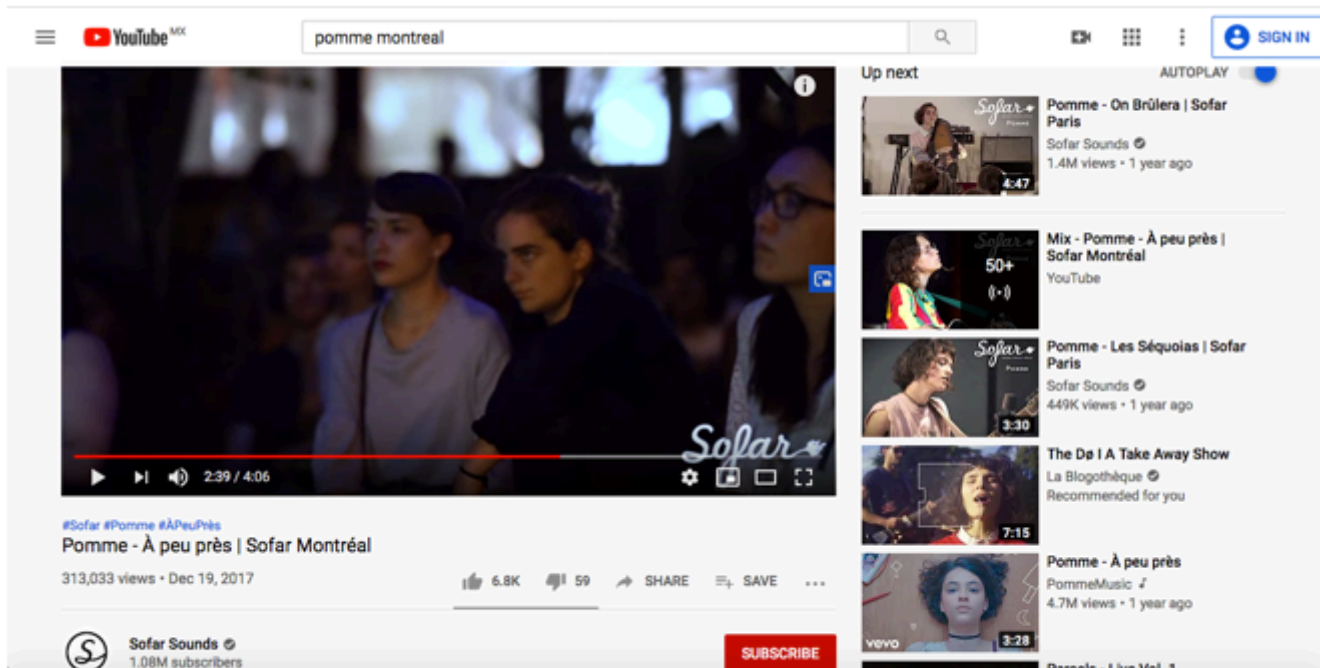 YouTube MX
pomme montreal
SIGN IN
Sofar
2:39 / 4:06
#Sofar #Pomme #ÀPeuPrès
Pomme - À peu près | Sofar Montréal
313,033 views • Dec 19, 2017
6.8K
59
SHARE
SAVE
Sofar Sounds
1.08M subscribers
SUBSCRIBE
Up next
AUTOPLAY
Sofar
Pomme
4:47
Pomme - On Brûlera | Sofar
Paris
Sofar Sounds
1.4M views • 1 year ago
Sofar
50+
Mix - Pomme - À peu près |
Sofar Montréal
YouTube
Sofar
Pomme
3:30
Pomme - Les Séquoias | Sofar
Paris
Sofar Sounds
449K views • 1 year ago
7:15
The Dø I A Take Away Show
La Blogothèque
Recommended for you
vevo
3:28
Pomme - À peu près
PommeMusic
4.7M views • 1 year ago